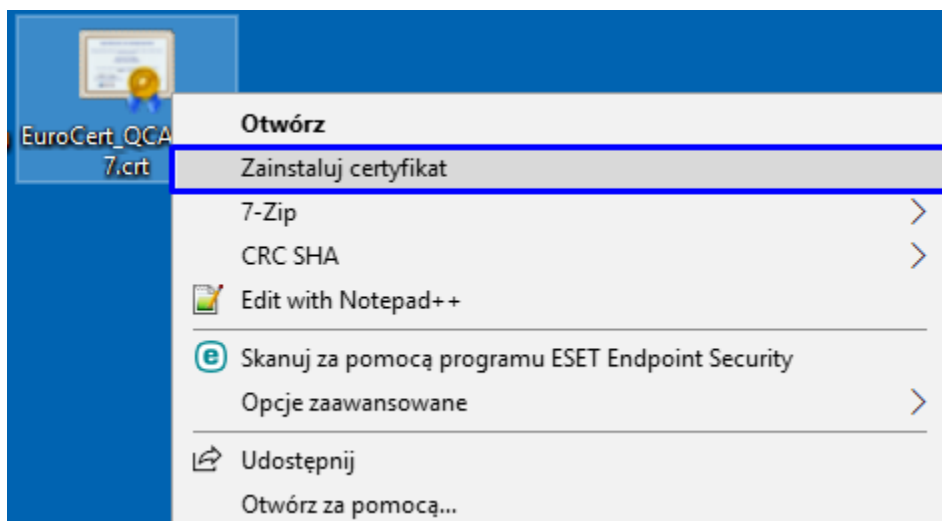 EuroCert_QCA
7.crt
Otwórz
Zainstaluj certyfikat
7-Zip
CRC SHA
Edit with Notepad++
Skanuj za pomocą programu ESET Endpoint Security
Opcje zaawansowane
Udostępnij
Otwórz za pomocą...